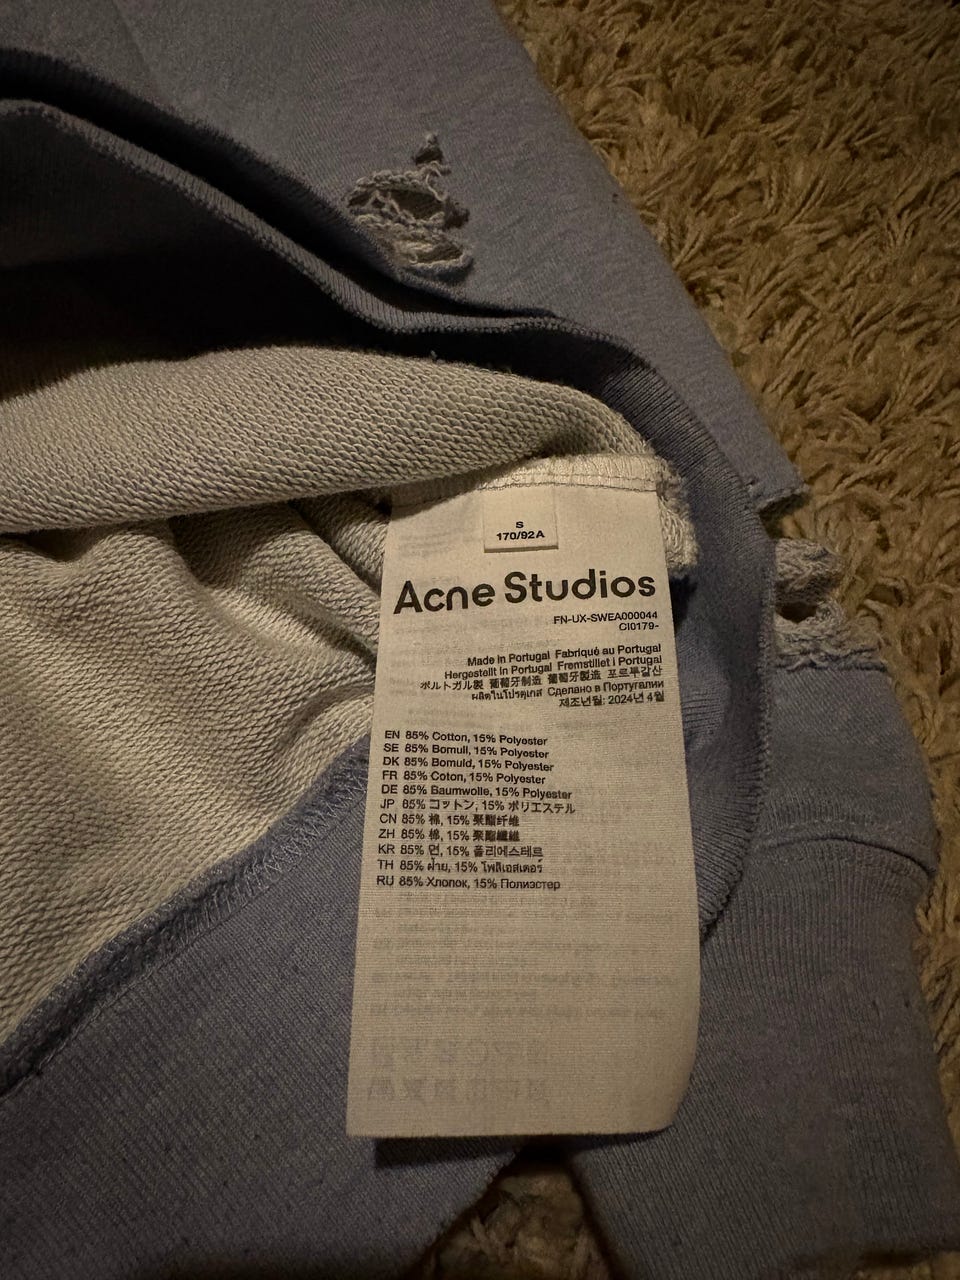 S
170/92A
Acne Studios
FN-UX-SWEA000044
CI0179-
Made in Portugal Fabriqué au Portugal
Hergestellt in Portugal Fremstillet i Portugal
ポルトガル製 葡萄牙制造 葡萄牙製造 포르투갈산
ผลิตในโปรตุเกส Сделано в Португалии
제조년월: 2024년 4월
EN 85% Cotton, 15% Polyester
SE 85% Bomull, 15% Polyester
DK 85% Bomuld, 15% Polyester
FR 85% Coton, 15% Polyester
DE 85% Baumwolle, 15% Polyester
JP 85% コットン, 15% ポリエステル
CN 85% 棉, 15% 聚酯纤维
ZH 85% 棉, 15% 聚酯纖維
KR 85% 면, 15% 폴리에스테르
TH 85% ฝ้าย, 15% โพลีเอสเตอร์
RU 85% Хлопок, 15% Полиэстер